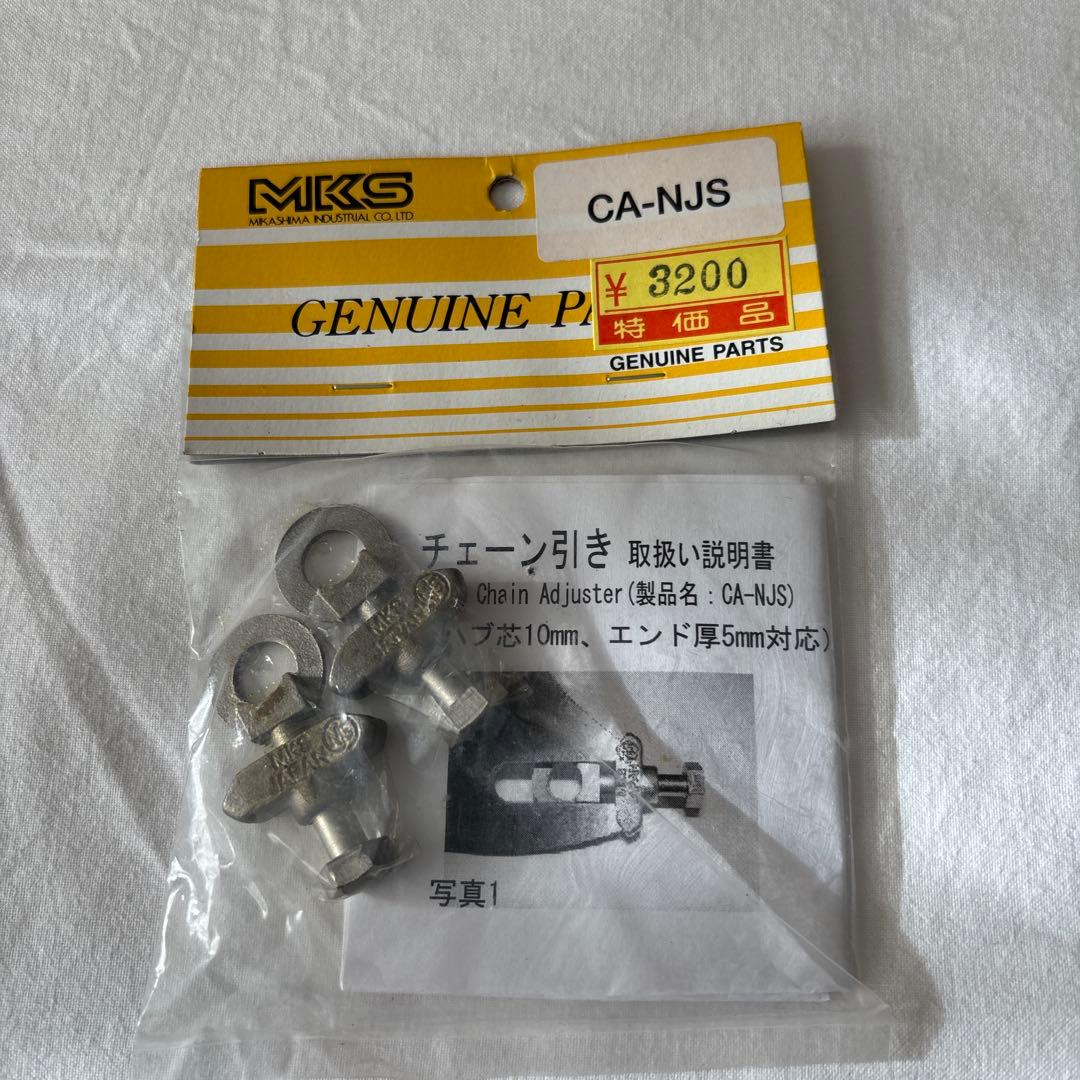 MKS
MIKASHIMA INDUSTRIAL CO. LTD.
CA-NJS
¥ 3200
特価品
GENUINE PA
GENUINE PARTS
チェーン引き 取扱い説明書
Chain Adjuster(製品名:CA-NJS)
ハブ芯10mm、エンド厚5mm対応)
MKS
MKS
写真1